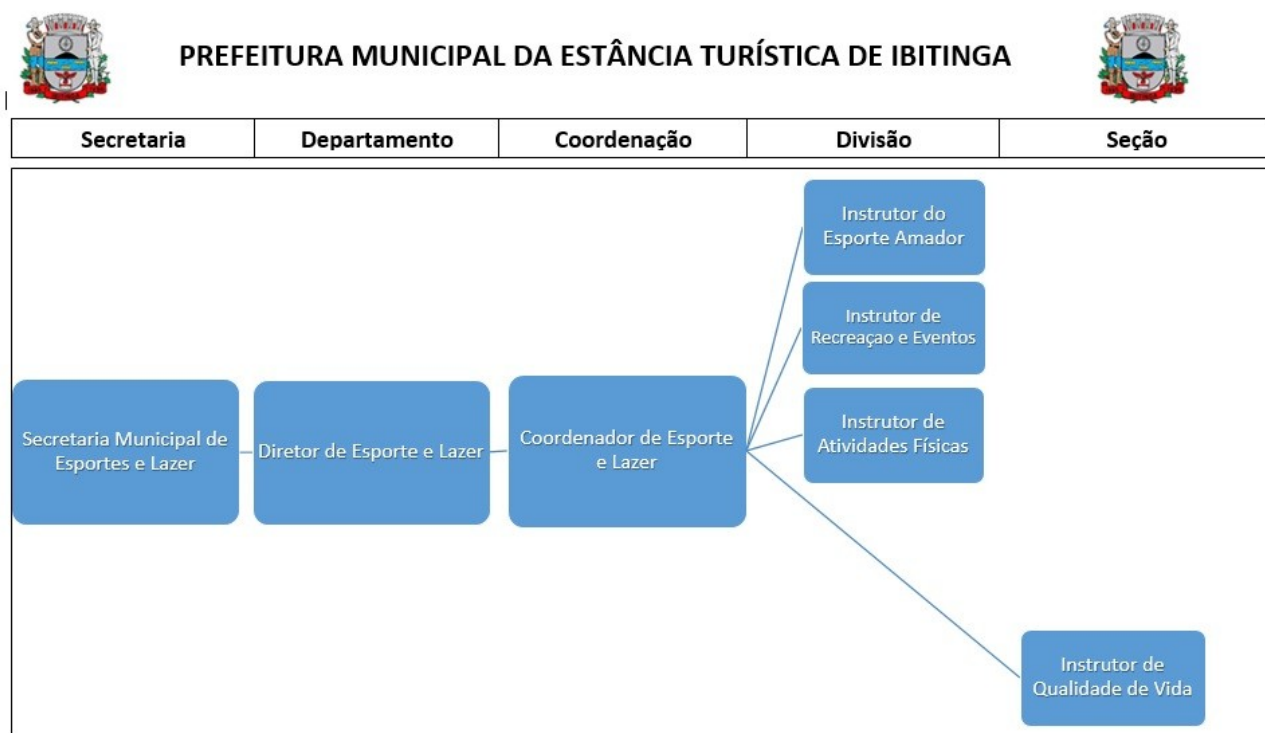 PREFEITURA MUNICIPAL DA ESTÂNCIA TURÍSTICA DE IBITINGA
Secretaria
Departamento
Coordenação
Divisão
Seção
Instrutor do
Esporte Amador
Instrutor de
Recreaçao e Eventos
Secretaria Municipal de
Esportes e Lazer
Diretor de Esporte e Lazer
Coordenador de Esporte
e Lazer
Instrutor de
Atividades Físicas
Instrutor de
Qualidade de Vida